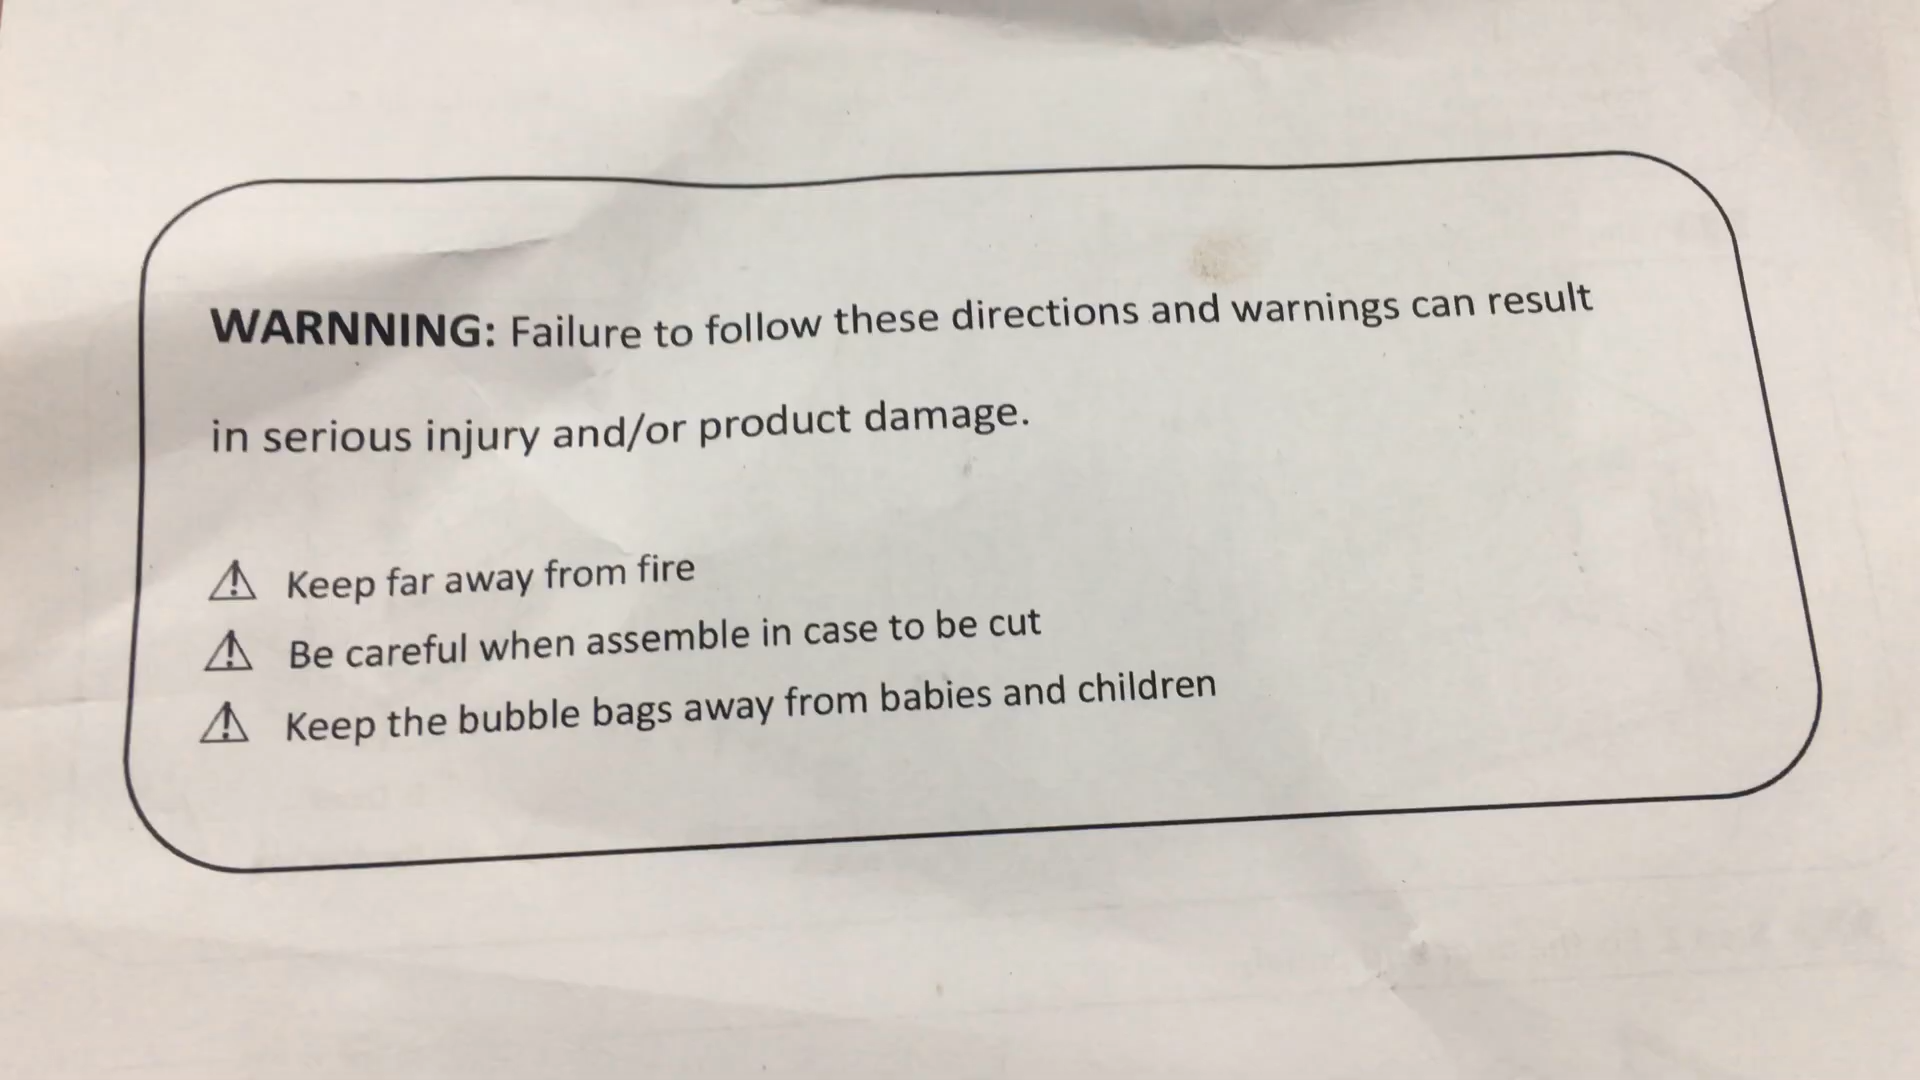 WARNNING: Failure to follow these directions and warnings can result
in serious injury and/or product damage.
⚠ Keep far away from fire
⚠ Be careful when assemble in case to be cut
⚠ Keep the bubble bags away from babies and children